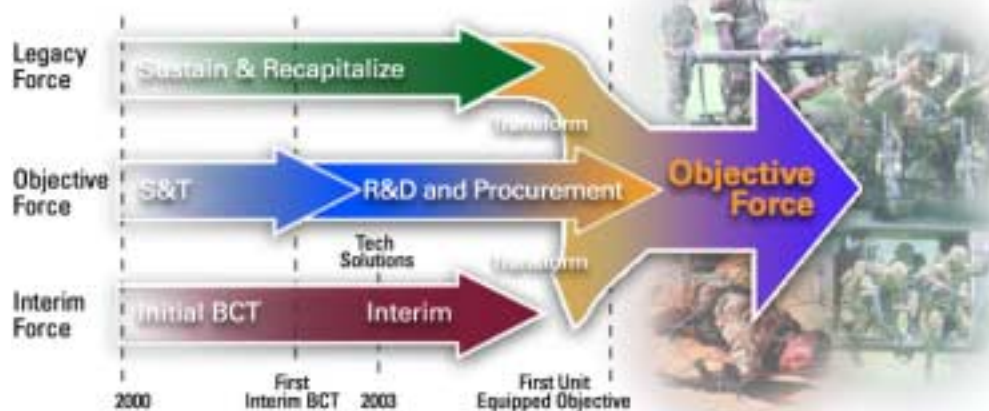 Legacy
Force
Sustain & Recapitalize
Transform
Objective
Force
S&T
R&D and Procurement
Objective
Force
Tech
Solutions
Transform
Interim
Force
Initial BCT
Interim
2000
First
Interim BCT
2003
First Unit
Equipped Objective